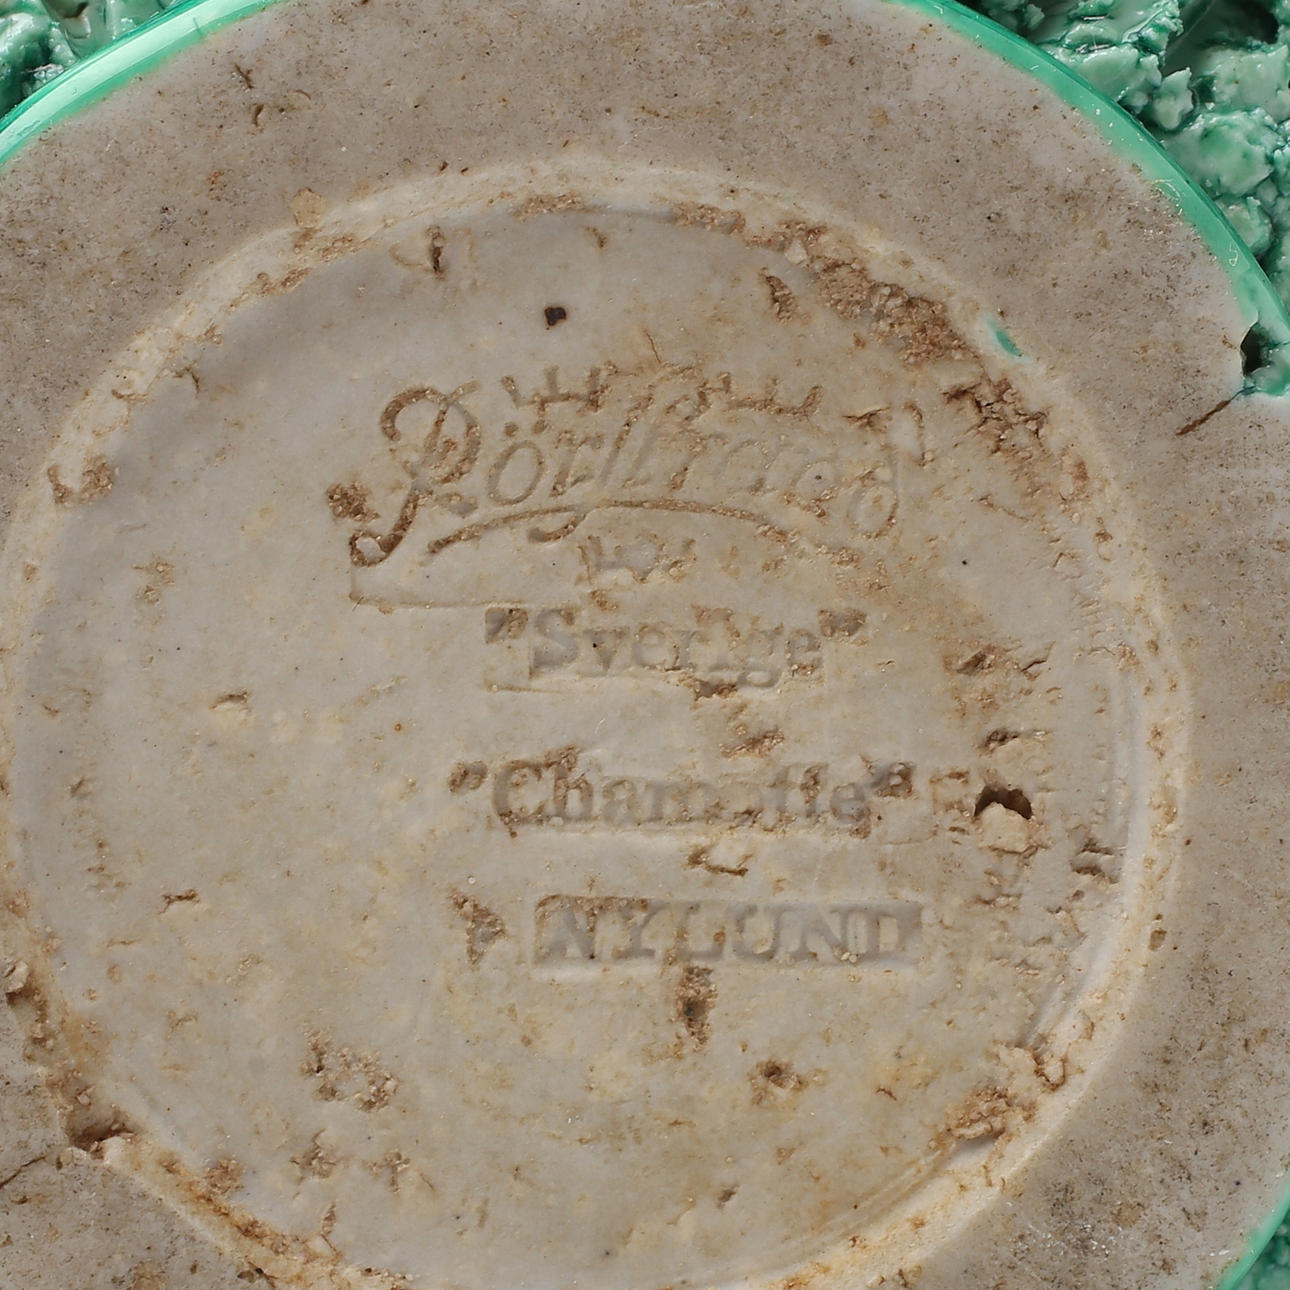 Rörstrand
"Sverige"
"Chamotte"
NYLUND